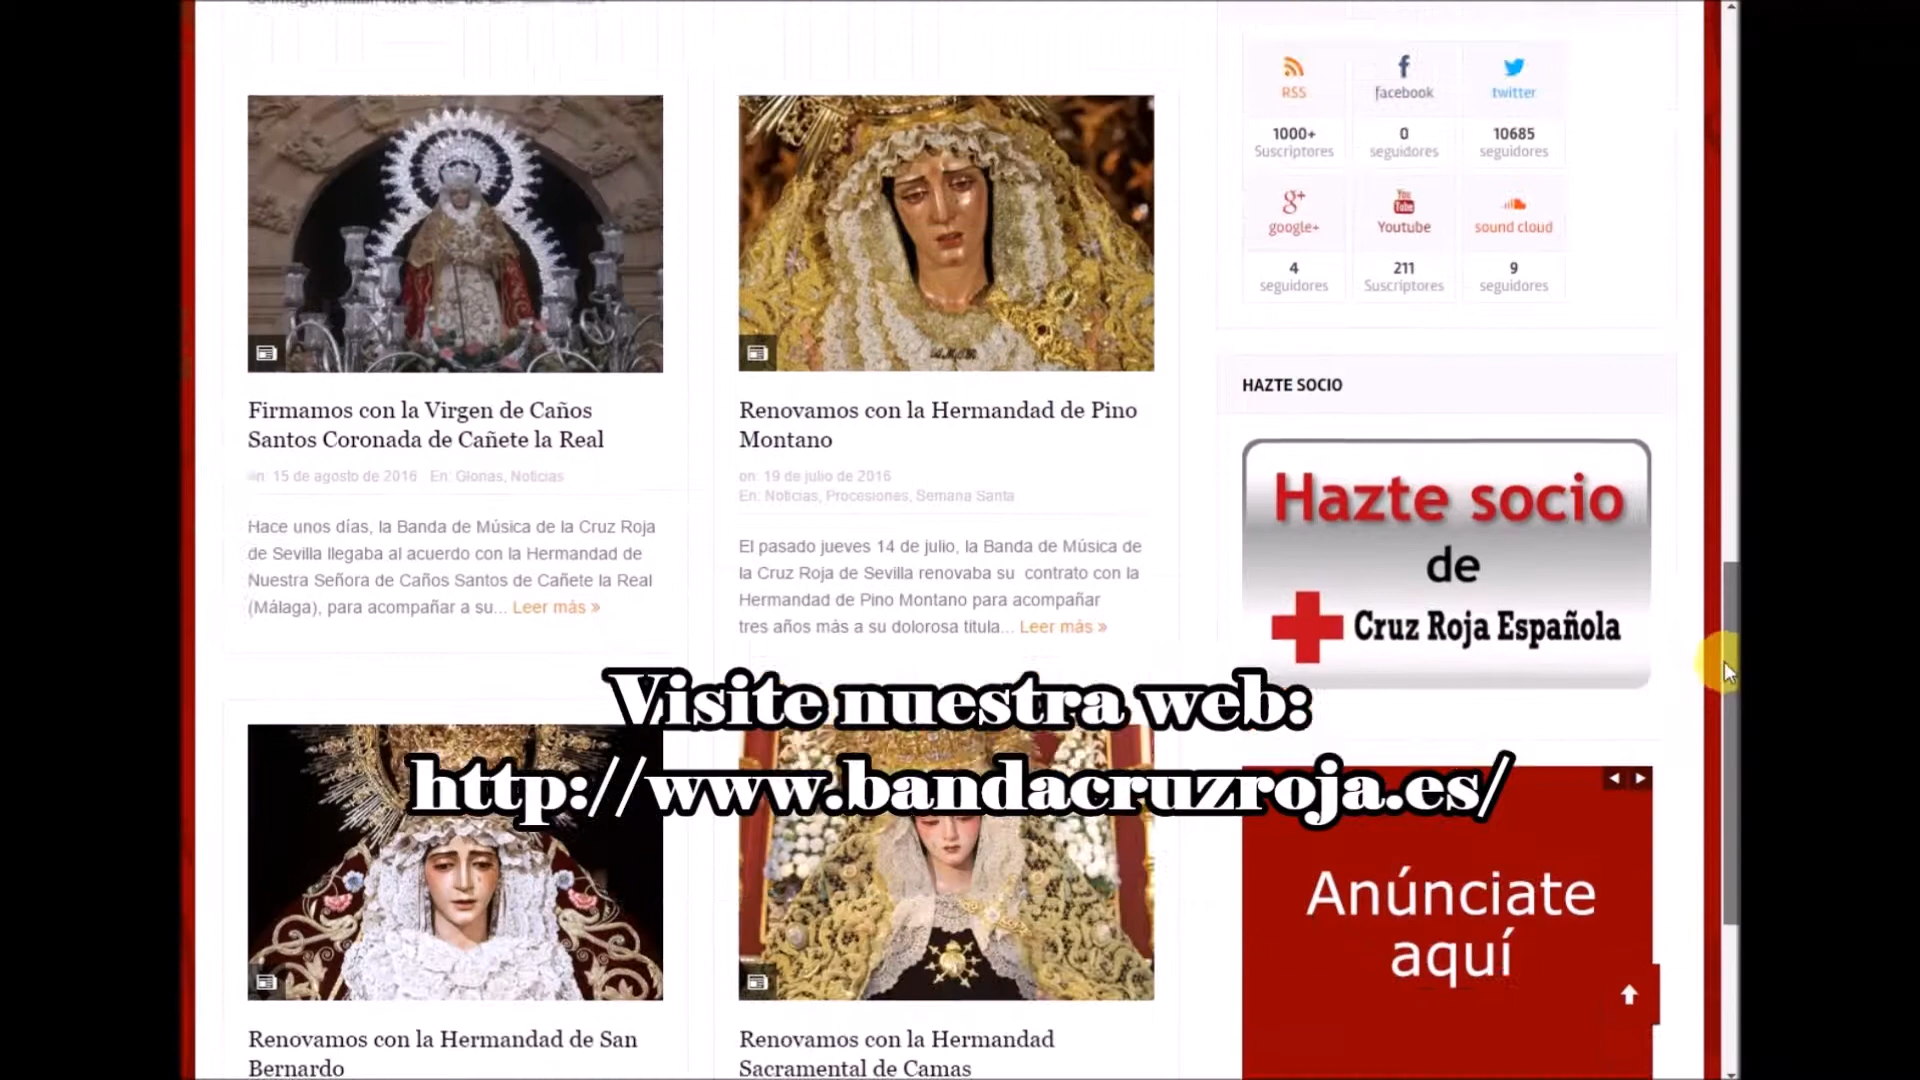 Firmamos con la Virgen de Caños
Santos Coronada de Cañete la Real
15 de agosto de 2016 En: Glorias, Noticias
Hace unos días, la Banda de Música de la Cruz Roja
de Sevilla llegaba al acuerdo con la Hermandad de
Nuestra Señora de Caños Santos de Cañete la Real
(Málaga), para acompañar a su... Leer más »
Renovamos con la Hermandad de Pino
Montano
on: 19 de julio de 2016
En: Noticias, Procesiones, Semana Santa
El pasado jueves 14 de julio, la Banda de Música de
la Cruz Roja de Sevilla renovaba su contrato con la
Hermandad de Pino Montano para acompañar
tres años más a su dolorosa titula... Leer más »
RSS facebook twitter
1000+ 0 10685
Suscriptores seguidores seguidores
g+ You Tube
google+ Youtube sound cloud
4 211 9
seguidores Suscriptores seguidores
HAZTE SOCIO
Hazte socio
de
Cruz Roja Española
Visite nuestra web:
http://www.bandacruzroja.es/
Anúnciate
aquí
Renovamos con la Hermandad de San
Bernardo
Renovamos con la Hermandad
Sacramental de Camas